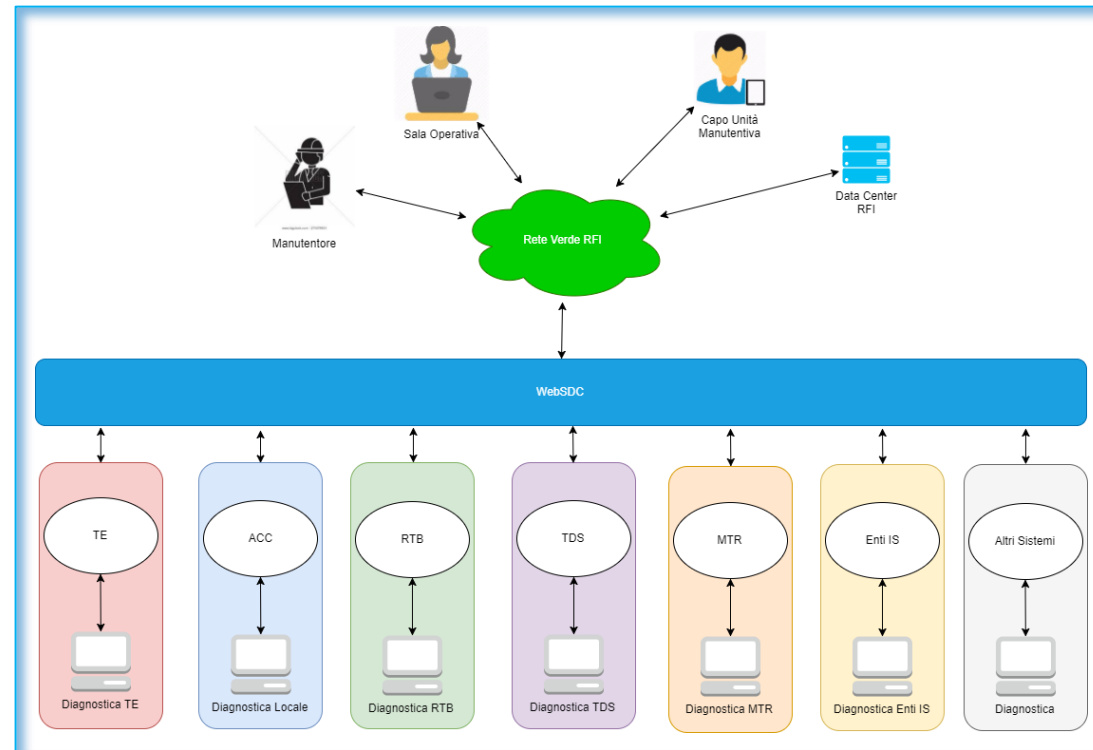 Sala Operativa
Capo Unità
Manutentiva
Manutentore
Data Center
RFI
Rete Verde RFI
WebSDC
TE
ACC
RTB
TDS
MTR
Enti IS
Altri Sistemi
Diagnostica TE
Diagnostica Locale
Diagnostica RTB
Diagnostica TDS
Diagnostica MTR
Diagnostica Enti IS
Diagnostica